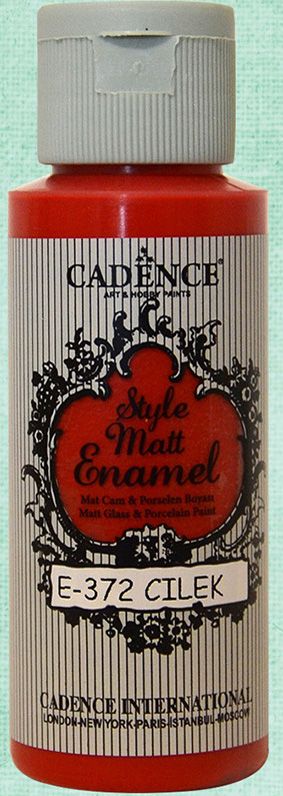 CADENCE
ART & HOBBY PAINTS
Style
Matt
Enamel
Mat Cam & Porselen Boyası
Matt Glass & Porcelain Paint
E-372 CILEK
CADENCE INTERNATIONAL
LONDON-NEW YORK-PARIS-İSTANBUL-MOSCOW